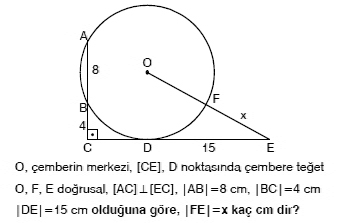 A
O
8
B
F
4
x
C
D
15
E
O, çemberin merkezi, [CE], D noktasında çembere teğet
O, F, E doğrusal, [AC]⊥[EC], |AB|=8 cm, |BC|=4 cm
|DE|=15 cm olduğuna göre, |FE|=x kaç cm dir?